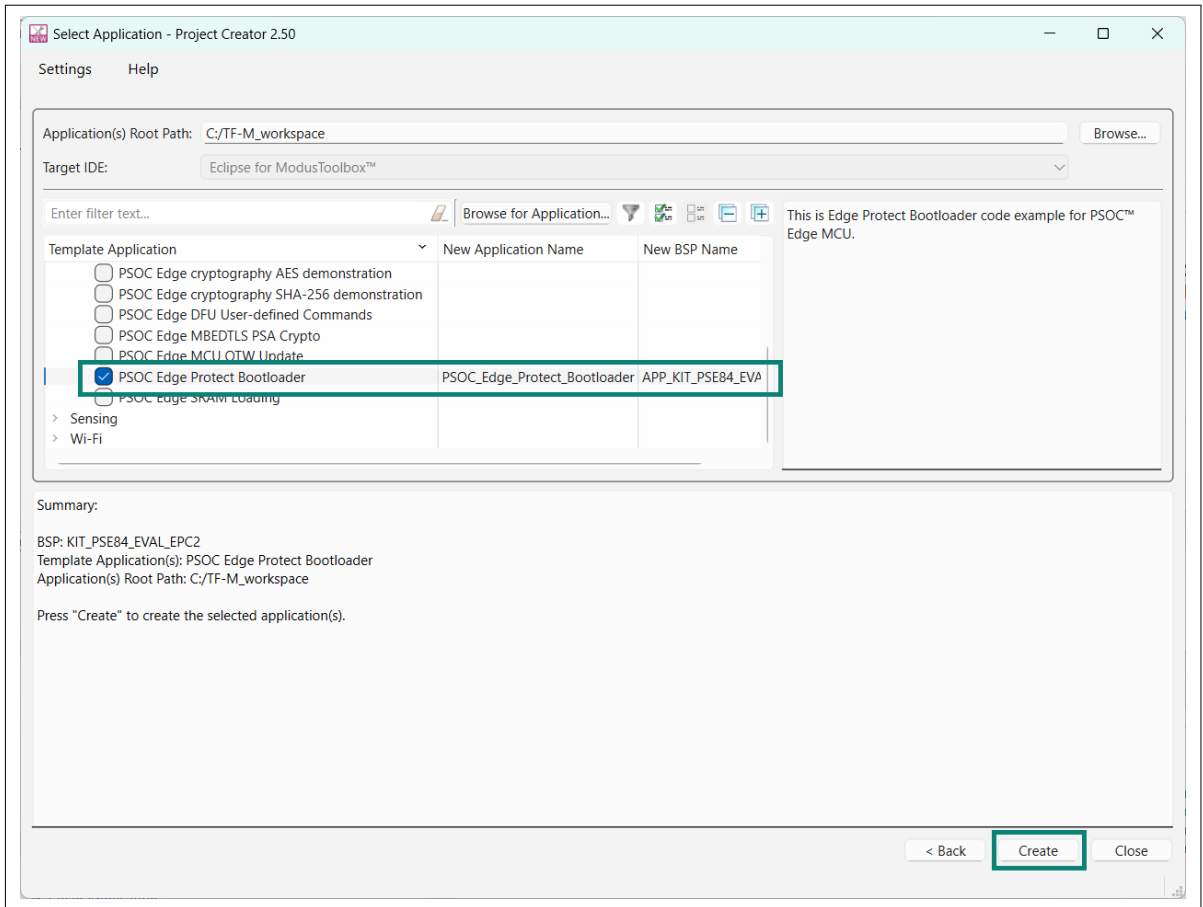 NEW Select Application - Project Creator 2.50
Settings Help
Application(s) Root Path: C:/TF-M_workspace Browse...
Target IDE: Eclipse for ModusToolbox™
Enter filter text... Browse for Application...
This is Edge Protect Bootloader code example for PSOC™
Edge MCU.
Template Application New Application Name New BSP Name
PSOC Edge cryptography AES demonstration
PSOC Edge cryptography SHA-256 demonstration
PSOC Edge DFU User-defined Commands
PSOC Edge MBEDTLS PSA Crypto
PSOC Edge MCU OTW Update
PSOC Edge Protect Bootloader PSOC_Edge_Protect_Bootloader APP_KIT_PSE84_EVA
PSOC Edge SRAM Loading
Sensing
Wi-Fi
Summary:
BSP: KIT_PSE84_EVAL_EPC2
Template Application(s): PSOC Edge Protect Bootloader
Application(s) Root Path: C:/TF-M_workspace
Press "Create" to create the selected application(s).
< Back Create Close